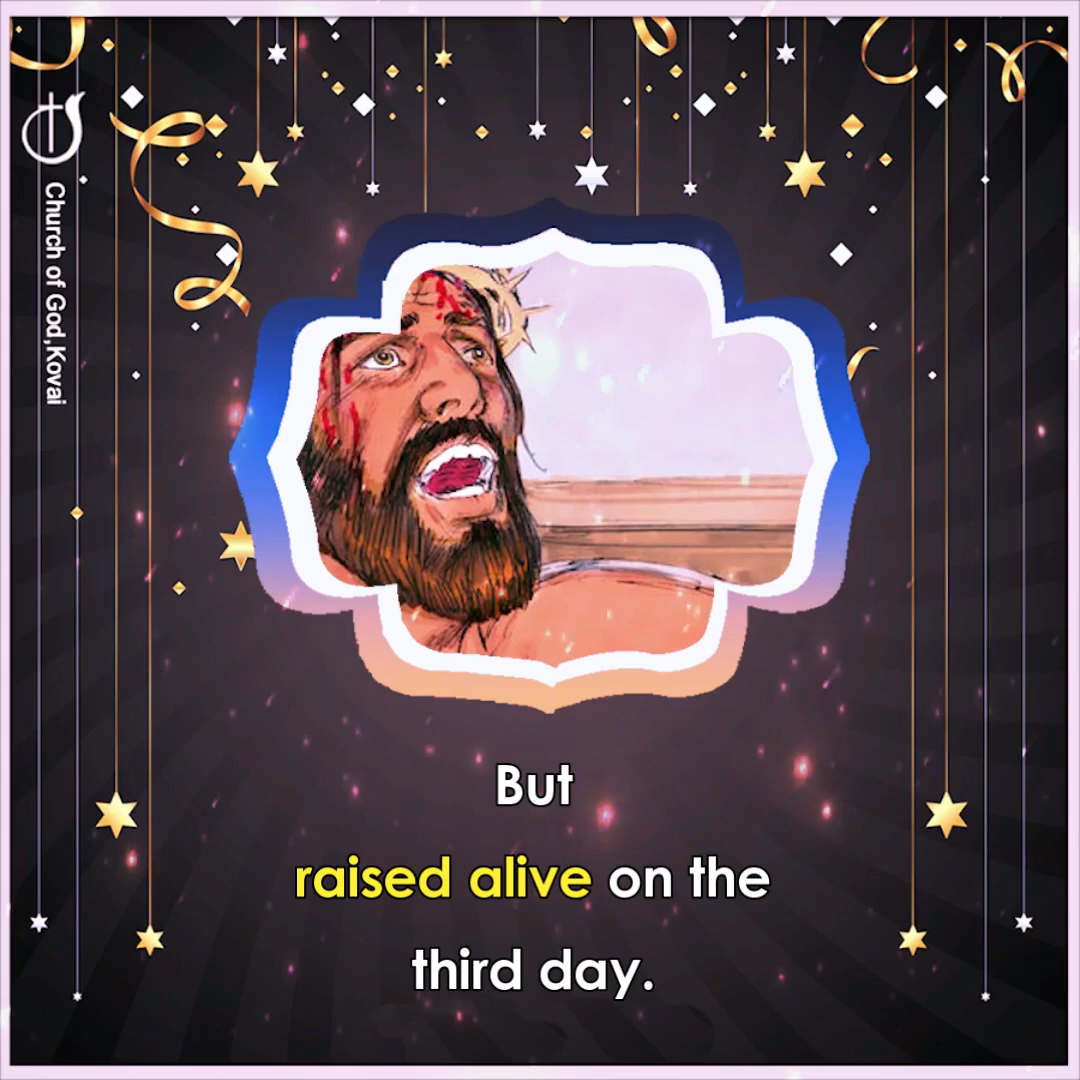 Church of God,Kovai
But
raised alive on the
third day.